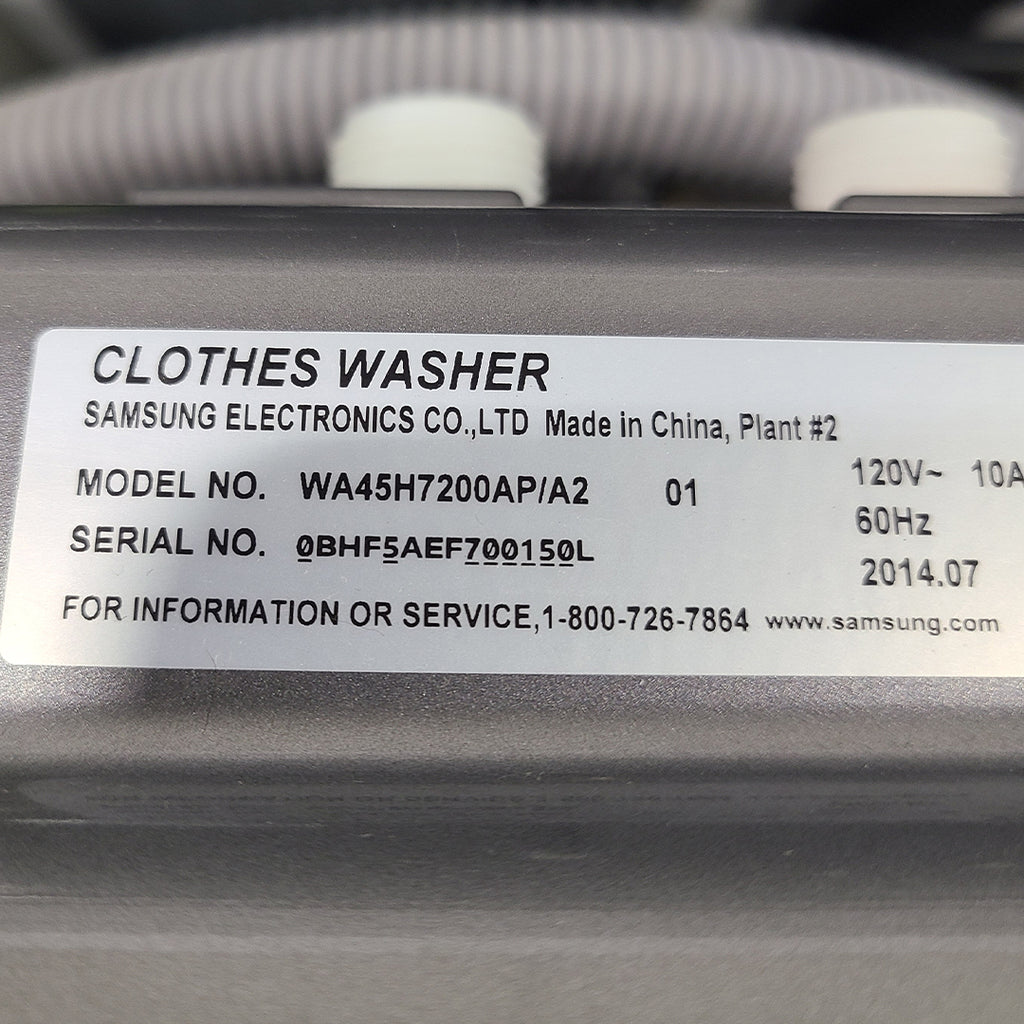 CLOTHES WASHER
SAMSUNG ELECTRONICS CO.,LTD Made in China, Plant #2
MODEL NO. WA45H7200AP/A2 01 120V~ 10A
60Hz
SERIAL NO. 0BHF5AEF700150L
2014.07
FOR INFORMATION OR SERVICE,1-800-726-7864 www.samsung.com